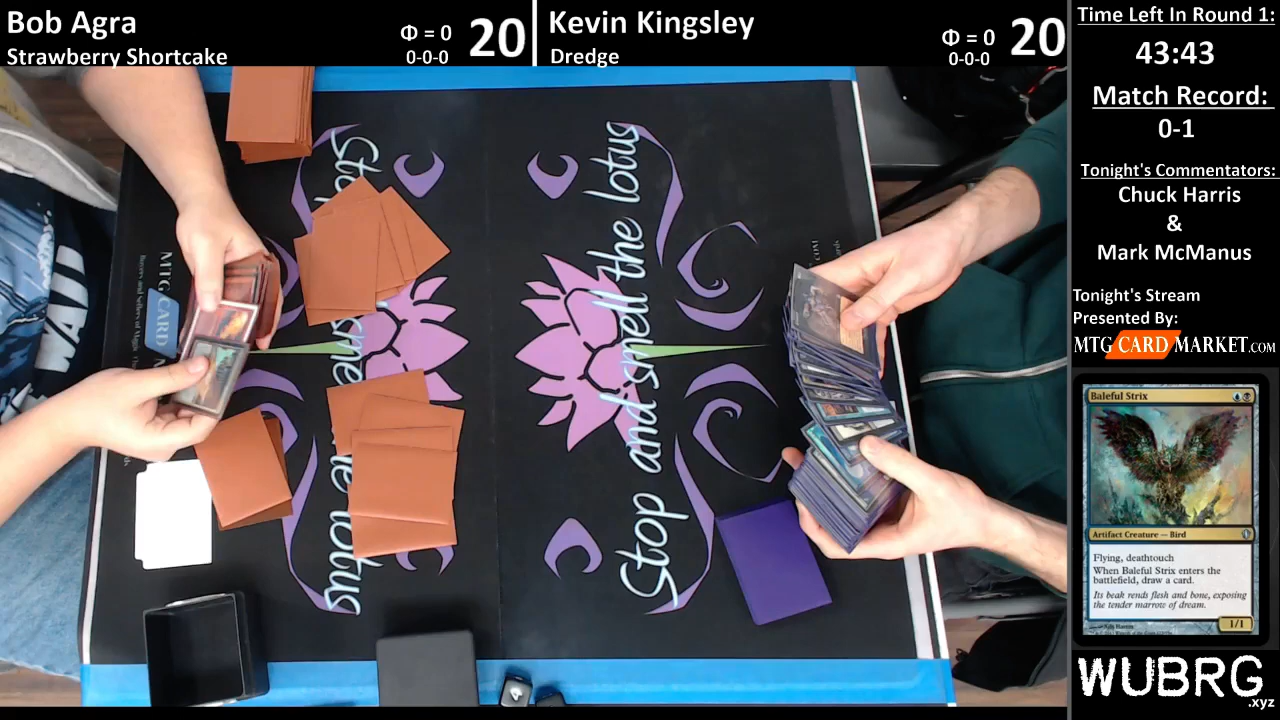 Bob Agra
Strawberry Shortcake
Φ = 0
0-0-0
20
Kevin Kingsley
Dredge
Φ = 0
0-0-0
20
Time Left In Round 1:
43:43
Match Record:
0-1
Tonight's Commentators:
Chuck Harris
&
Mark McManus
Tonight's Stream
Presented By:
MTG CARD MARKET.COM
Baleful Strix
Artifact Creature — Bird
Flying, deathtouch
When Baleful Strix enters the
battlefield, draw a card.
Its beak rends flesh and bone, exposing
the tender marrow of dream.
1/1
WUBRG
.xyz
Stop and smell the lotus
MTG CARD
Stop
smell the lotus